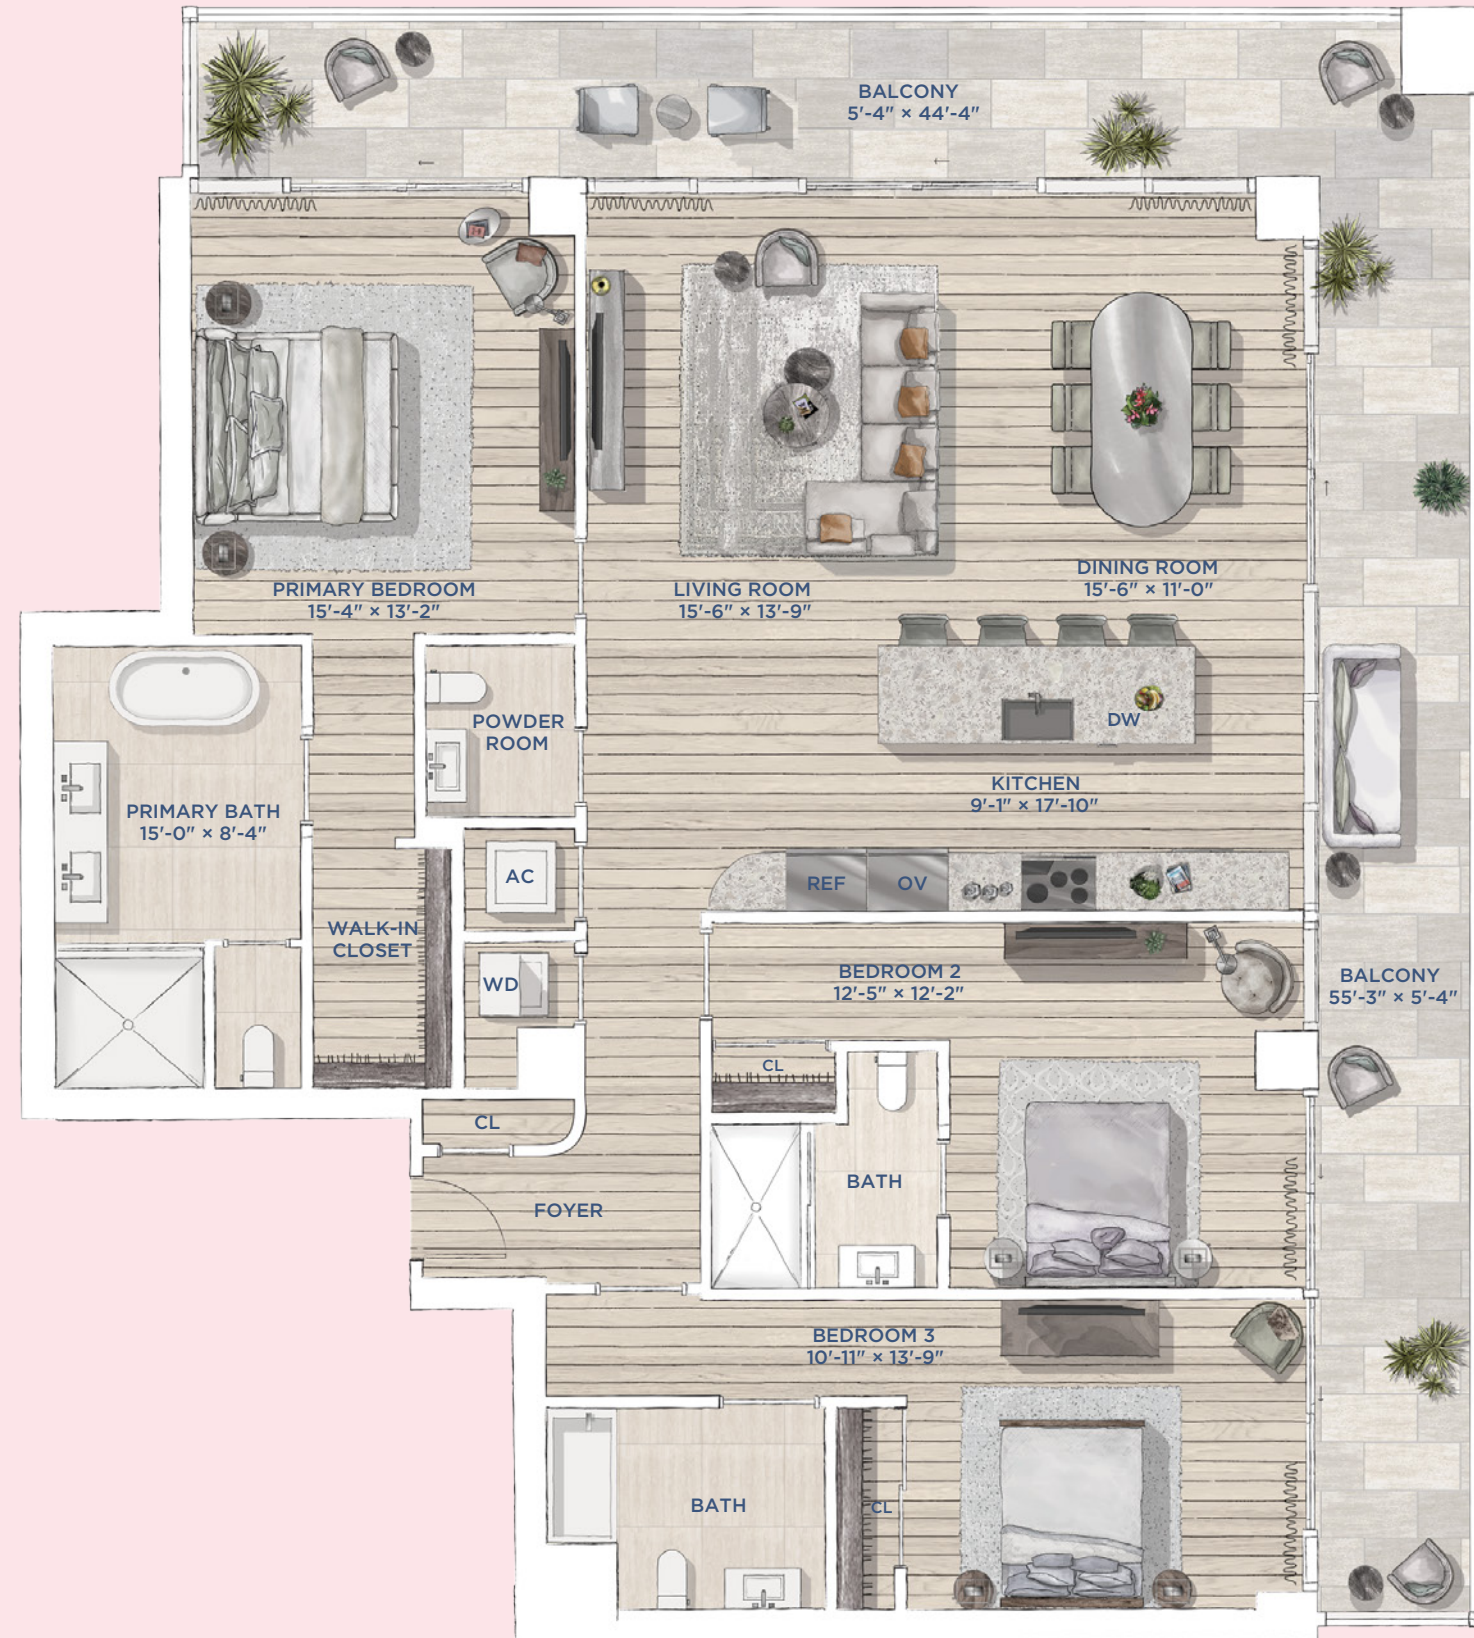 BALCONY
5'-4" × 44'-4"
PRIMARY BEDROOM
15'-4" × 13'-2"
LIVING ROOM
15'-6" × 13'-9"
DINING ROOM
15'-6" × 11'-0"
POWDER
ROOM
DW
KITCHEN
9'-1" × 17'-10"
PRIMARY BATH
15'-0" × 8'-4"
AC
REF
OV
WALK-IN
CLOSET
WD
BEDROOM 2
12'-5" × 12'-2"
BALCONY
55'-3" × 5'-4"
CL
CL
BATH
FOYER
BEDROOM 3
10'-11" × 13'-9"
BATH
CL